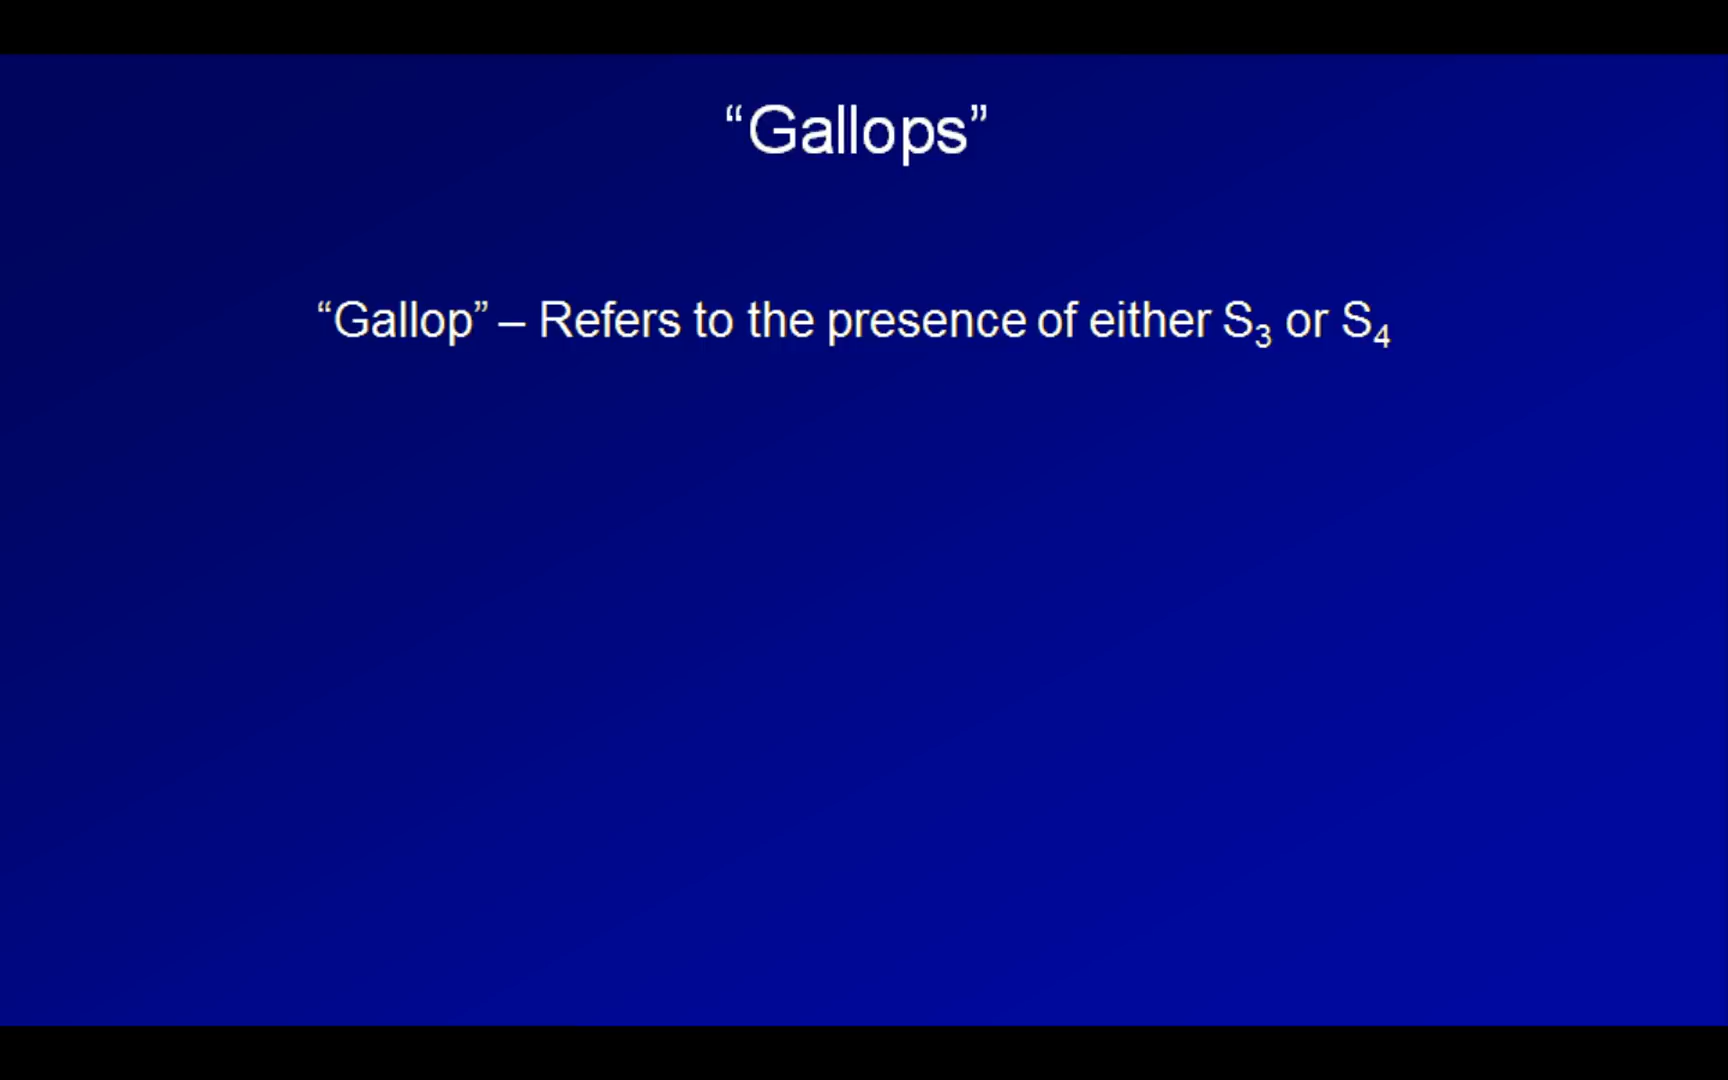 “Gallops”
“Gallop” – Refers to the presence of either S₃ or S₄